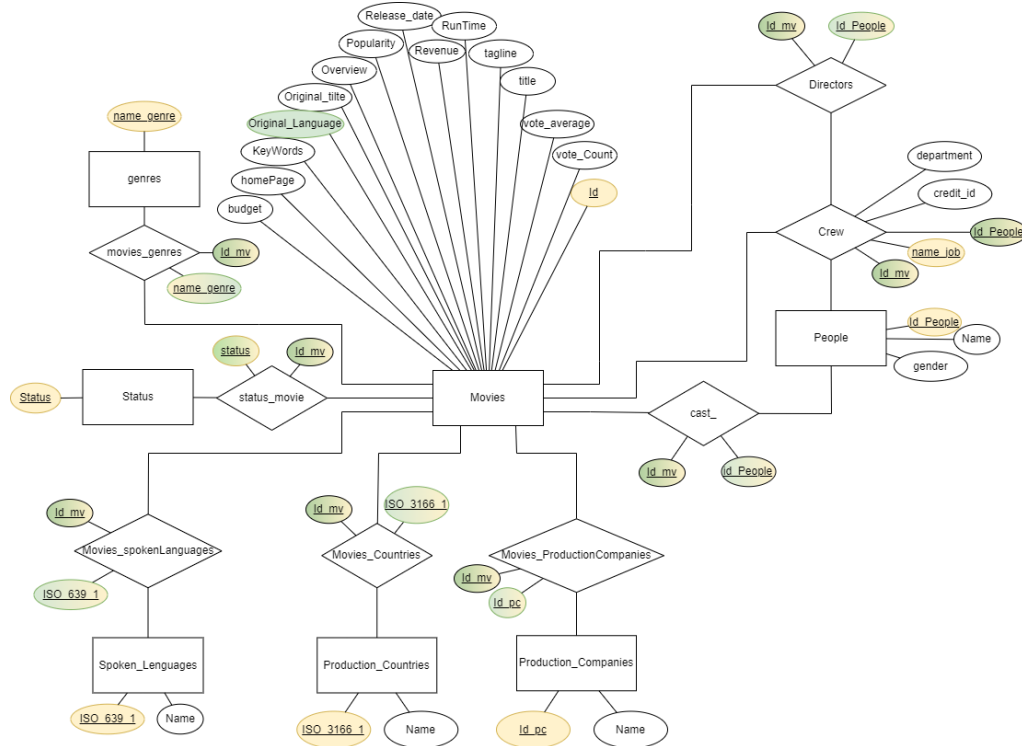 Release_date
RunTime
Id_mv
Id_People
Popularity
Revenue
tagline
Overview
title
Directors
Original_tilte
name_genre
Original_Language
vote_average
KeyWords
vote_Count
department
genres
homePage
Id
credit_id
budget
Crew
Id_People
movies_genres
Id_mv
name_job
Id_mv
name_genre
Id_People
People
Name
status
Id_mv
gender
Status
Status
status_movie
Movies
cast_
Id_mv
id_People
ISO_3166_1
Id_mv
Id_mv
Movies_spokenLanguages
Movies_Countries
Movies_ProductionCompanies
Id_mv
ISO_639_1
Id_pc
Spoken_Lenguages
Production_Countries
Production_Companies
ISO_639_1
Name
ISO_3166_1
Name
Id_pc
Name